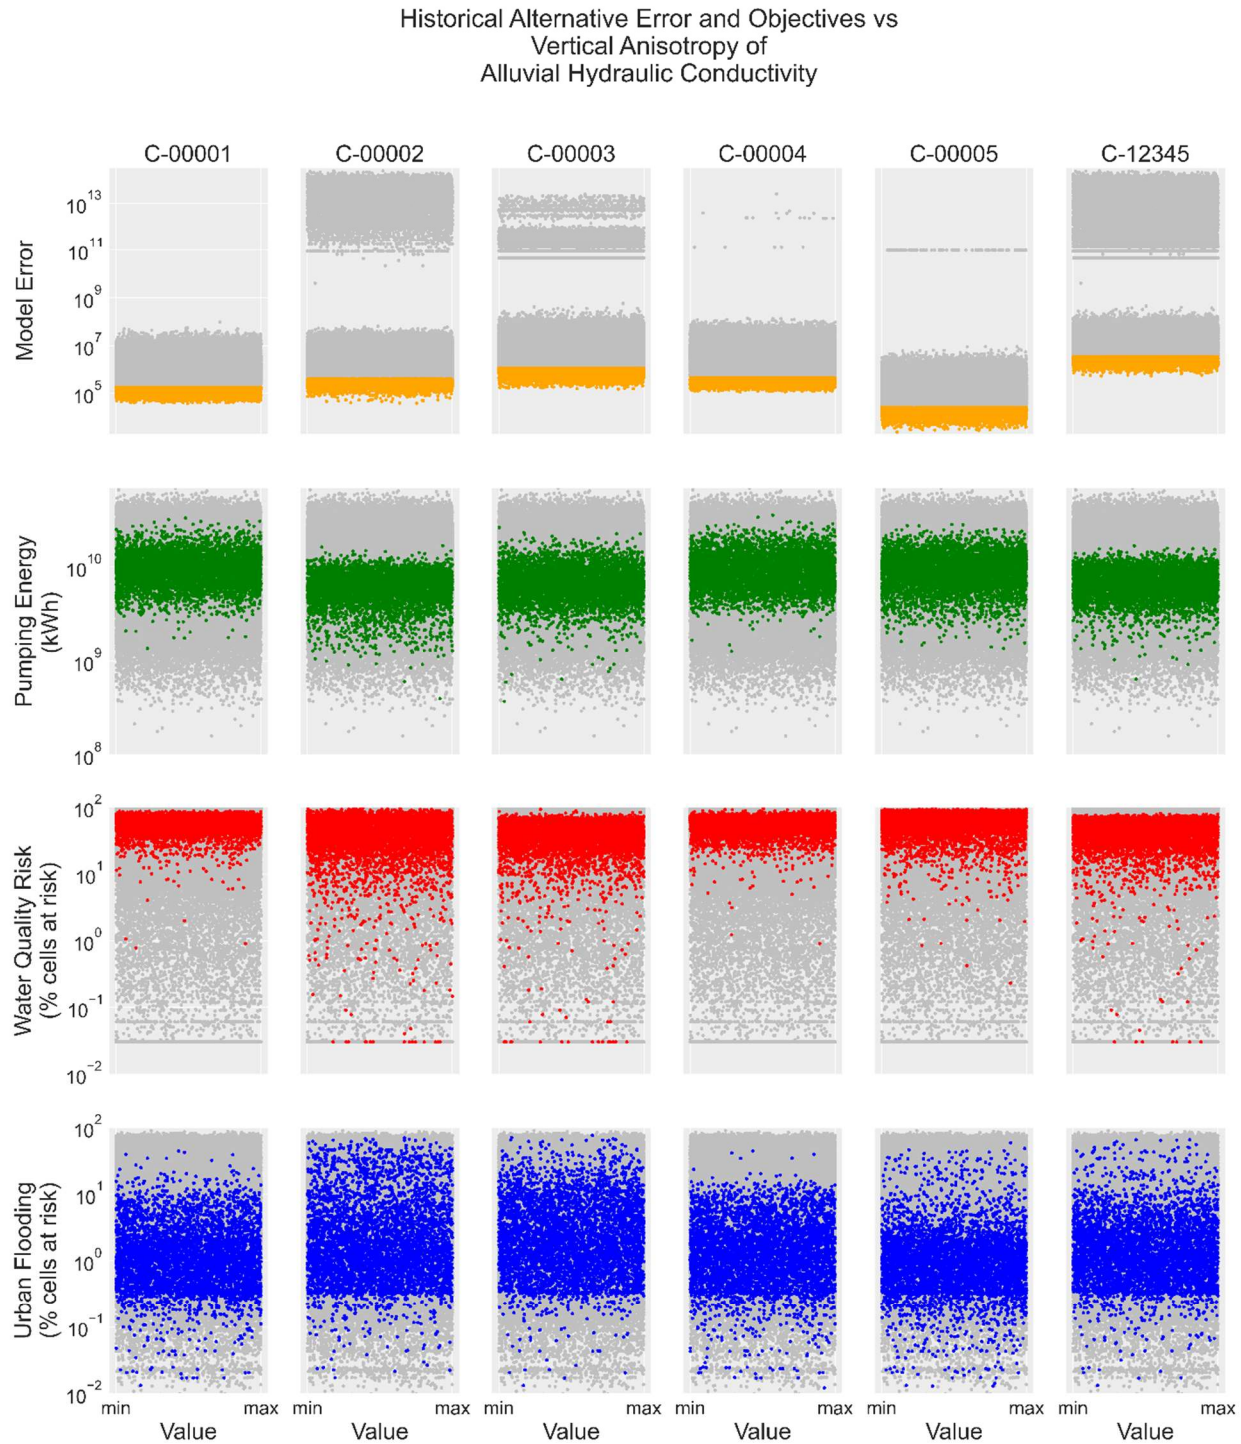 Historical Alternative Error and Objectives vs
Vertical Anisotropy of
Alluvial Hydraulic Conductivity
C-00001 C-00002 C-00003 C-00004 C-00005 C-12345
Model Error
10^13
10^11
10^9
10^7
10^5
Pumping Energy
(kWh)
10^10
10^9
10^8
Water Quality Risk
(% cells at risk)
10^2
10^1
10^0
10^−1
10^−2
Urban Flooding
(% cells at risk)
10^2
10^1
10^0
10^−1
10^−2
min max min max min max min max min max min max
Value Value Value Value Value Value